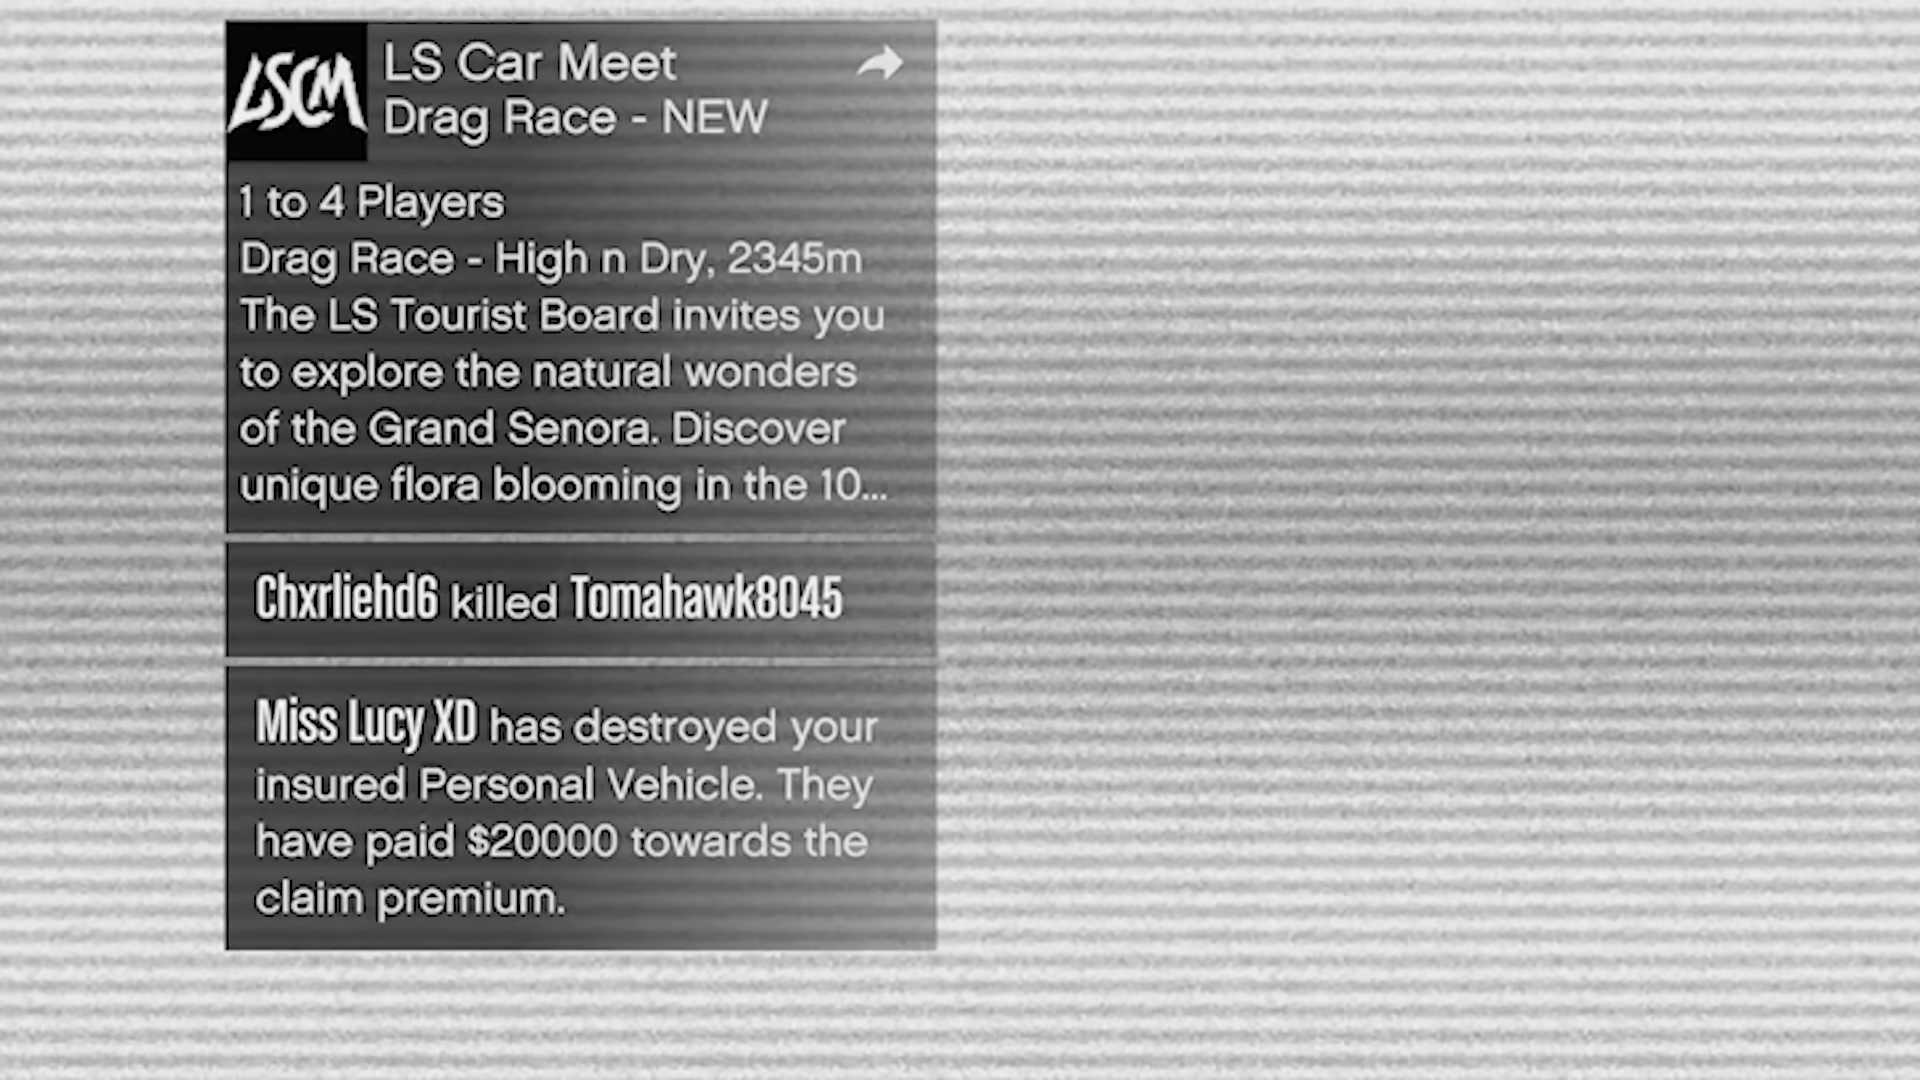 LSCM
LS Car Meet
Drag Race - NEW
1 to 4 Players
Drag Race - High n Dry, 2345m
The LS Tourist Board invites you
to explore the natural wonders
of the Grand Senora. Discover
unique flora blooming in the 10...
Chxrliehd6 killed Tomahawk8045
Miss Lucy XD has destroyed your
insured Personal Vehicle. They
have paid $20000 towards the
claim premium.